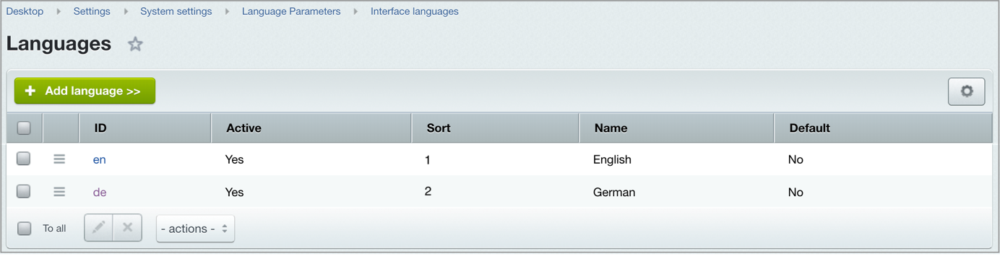 Desktop Settings System settings Language Parameters Interface languages
Languages
+ Add language >>
ID Active Sort Name Default
en Yes 1 English No
de Yes 2 German No
To all - actions -